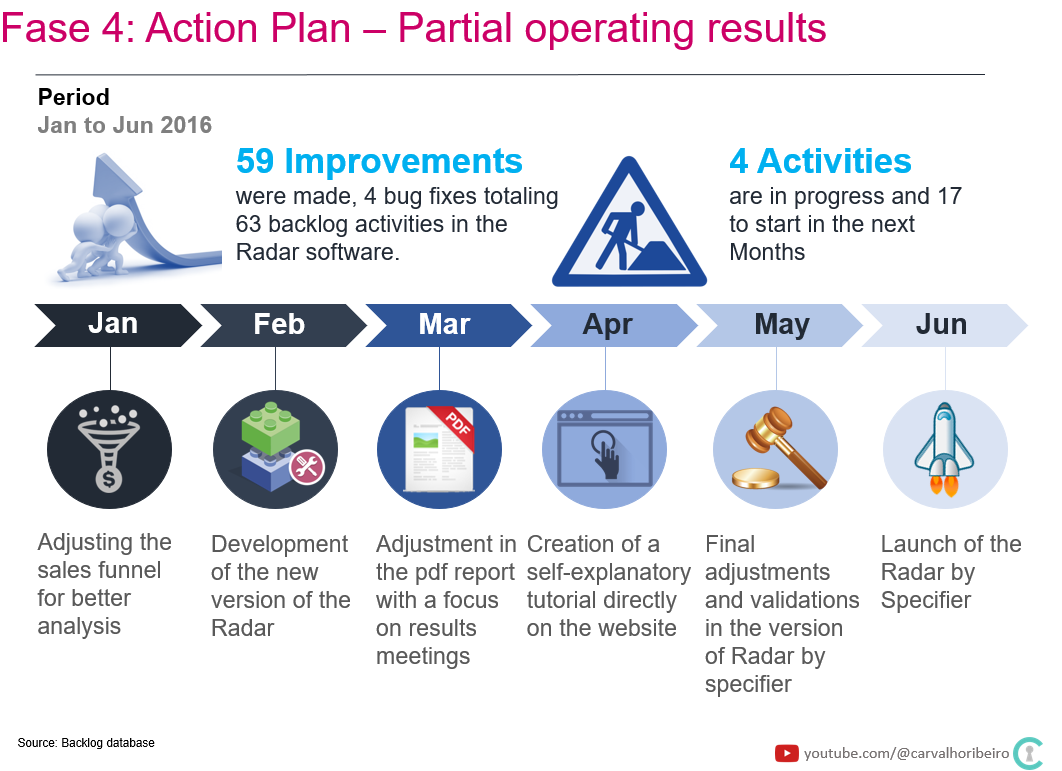 Fase 4: Action Plan – Partial operating results
Period
Jan to Jun 2016
59 Improvements
were made, 4 bug fixes totaling
63 backlog activities in the
Radar software.
4 Activities
are in progress and 17
to start in the next
Months
Jan
Feb
Mar
Apr
May
Jun
$
PDF
Adjusting the
sales funnel
for better
analysis
Development
of the new
version of the
Radar
Adjustment in
the pdf report
with a focus
on results
meetings
Creation of a
self-explanatory
tutorial directly
on the website
Final
adjustments
and validations
in the version
of Radar by
specifier
Launch of the
Radar by
Specifier
Source: Backlog database
youtube.com/@carvalhoribeiro